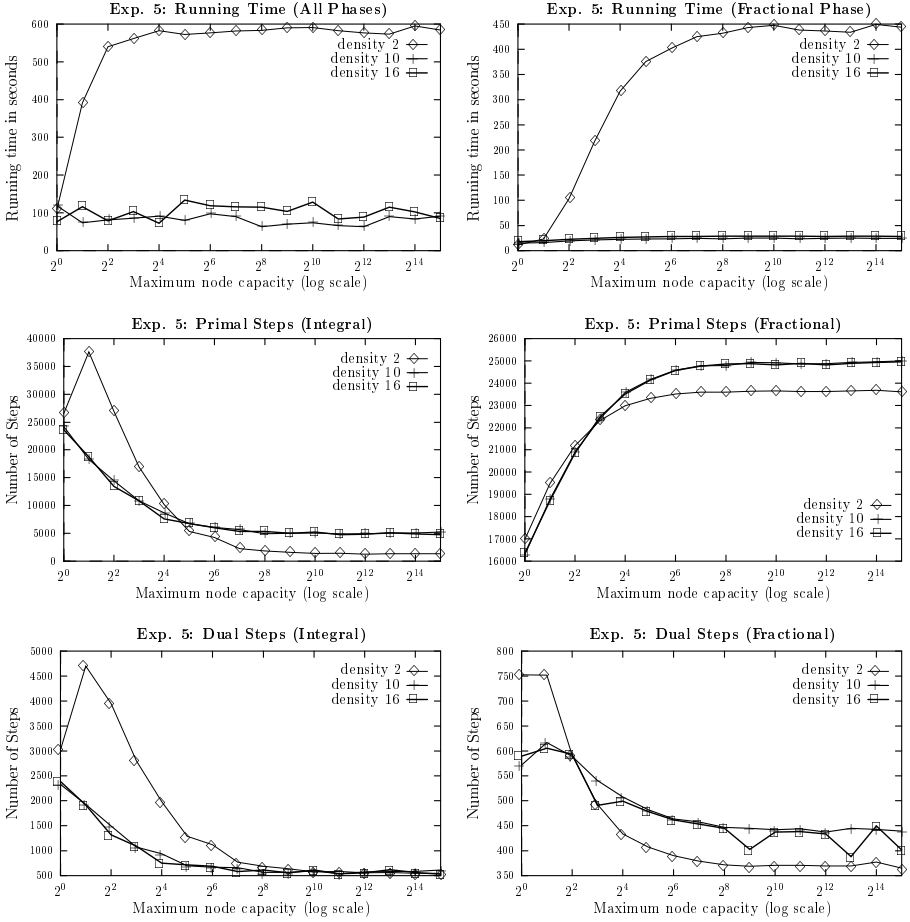 Exp. 5: Running Time (All Phases)
Running time in seconds
600
500
400
300
200
100
0
density 2
density 10
density 16
2^0 2^2 2^4 2^6 2^8 2^10 2^12 2^14
Maximum node capacity (log scale)
Exp. 5: Running Time (Fractional Phase)
Running time in seconds
450
400
350
300
250
200
150
100
50
0
density 2
density 10
density 16
2^0 2^2 2^4 2^6 2^8 2^10 2^12 2^14
Maximum node capacity (log scale)
Exp. 5: Primal Steps (Integral)
Number of Steps
40000
35000
30000
25000
20000
15000
10000
5000
0
density 2
density 10
density 16
2^0 2^2 2^4 2^6 2^8 2^10 2^12 2^14
Maximum node capacity (log scale)
Exp. 5: Primal Steps (Fractional)
Number of Steps
26000
25000
24000
23000
22000
21000
20000
19000
18000
17000
16000
density 2
density 10
density 16
2^0 2^2 2^4 2^6 2^8 2^10 2^12 2^14
Maximum node capacity (log scale)
Exp. 5: Dual Steps (Integral)
Number of Steps
5000
4500
4000
3500
3000
2500
2000
1500
1000
500
density 2
density 10
density 16
2^0 2^2 2^4 2^6 2^8 2^10 2^12 2^14
Maximum node capacity (log scale)
Exp. 5: Dual Steps (Fractional)
Number of Steps
800
750
700
650
600
550
500
450
400
350
density 2
density 10
density 16
2^0 2^2 2^4 2^6 2^8 2^10 2^12 2^14
Maximum node capacity (log scale)